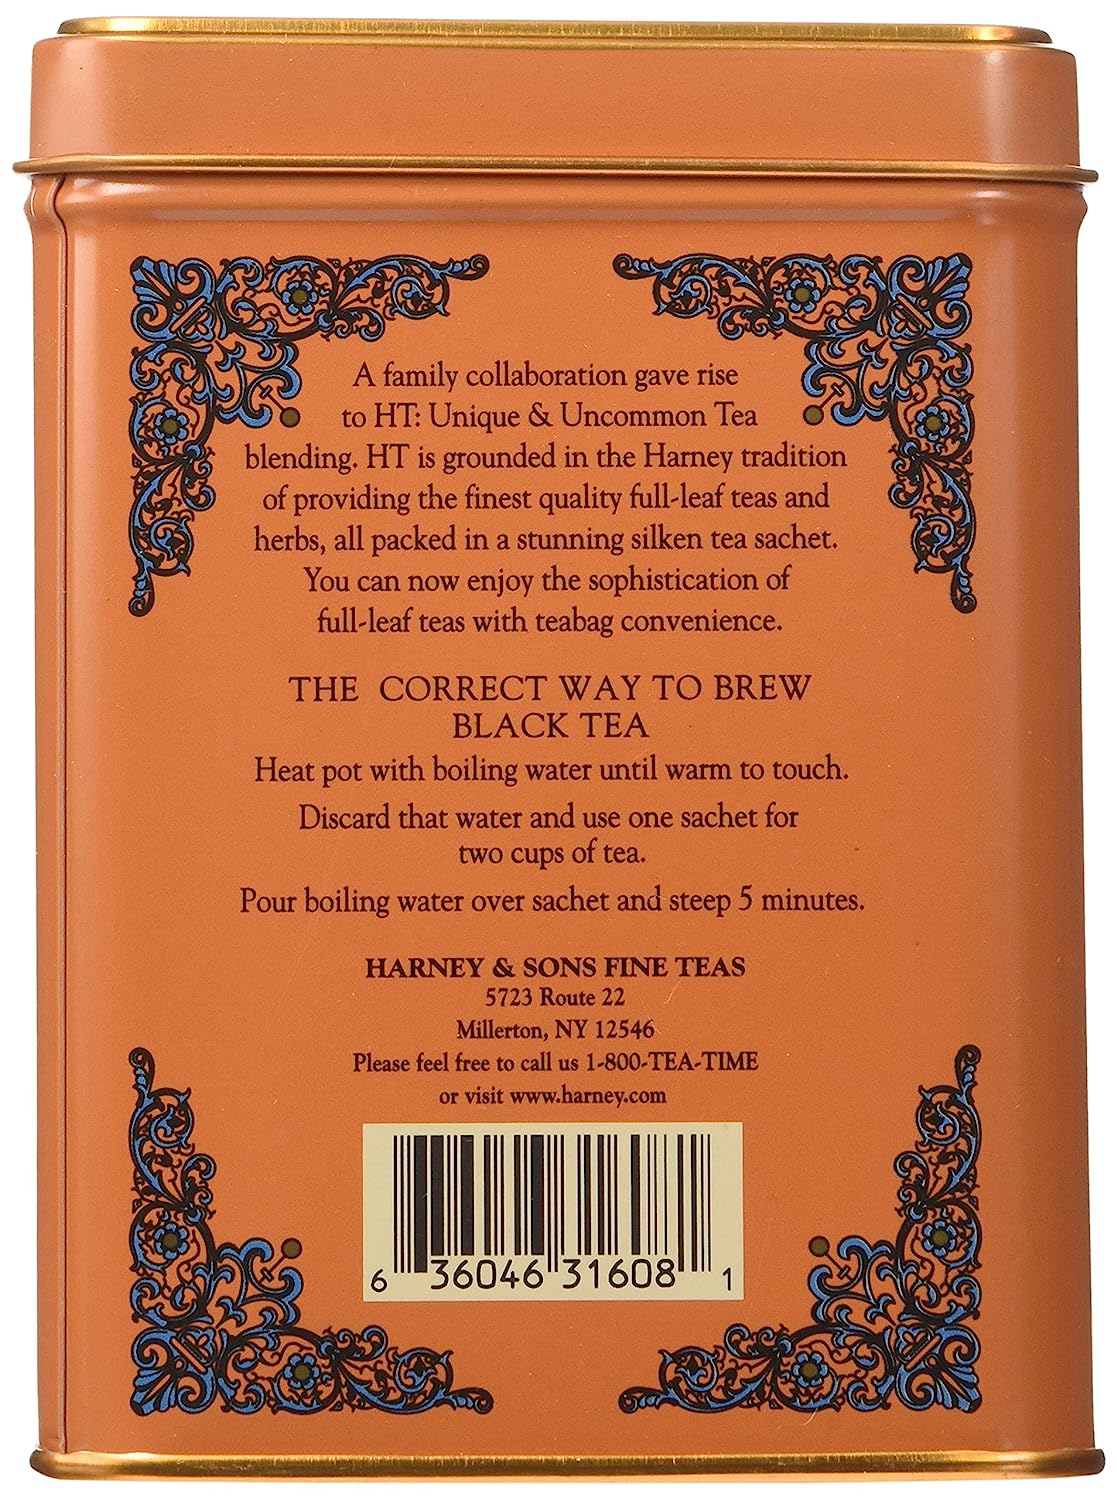 A family collaboration gave rise
to HT: Unique & Uncommon Tea
blending. HT is grounded in the Harney tradition
of providing the finest quality full-leaf teas and
herbs, all packed in a stunning silken tea sachet.
You can now enjoy the sophistication of
full-leaf teas with teabag convenience.
THE CORRECT WAY TO BREW
BLACK TEA
Heat pot with boiling water until warm to touch.
Discard that water and use one sachet for
two cups of tea.
Pour boiling water over sachet and steep 5 minutes.
HARNEY & SONS FINE TEAS
5723 Route 22
Millerton, NY 12546
Please feel free to call us 1-800-TEA-TIME
or visit www.harney.com
6 36046 31608 1